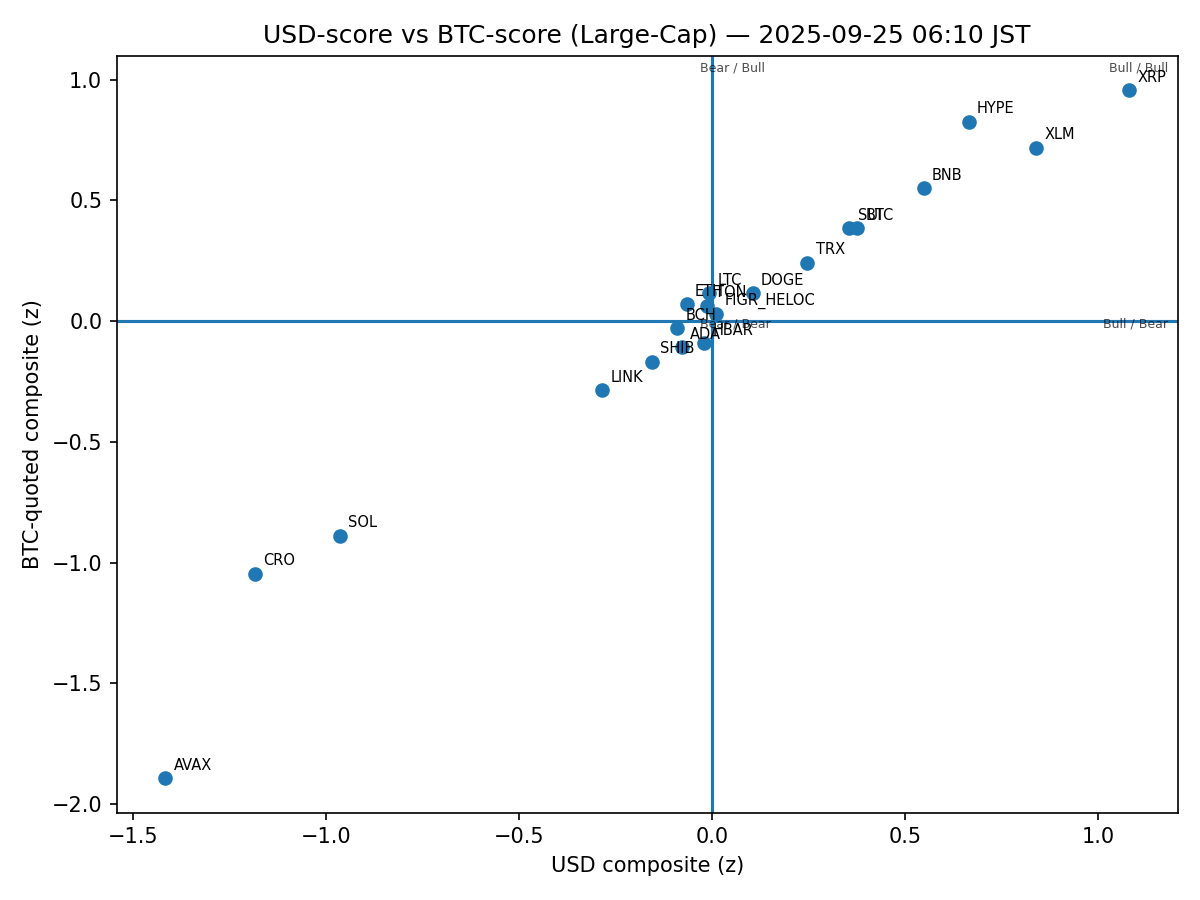 USD-score vs BTC-score (Large-Cap) — 2025-09-25 06:10 JST
Bear / Bull
Bull / Bull
XRP
HYPE
XLM
BNB
SUI
BTC
TRX
LTC
DOGE
ETH
TON
FIGR_HELOC
BCH
Bear / Bear
Bull / Bear
HBAR
ADA
SHIB
LINK
SOL
CRO
AVAX
1.0
0.5
0.0
−0.5
−1.0
−1.5
−2.0
BTC-quoted composite (z)
−1.5
−1.0
−0.5
0.0
0.5
1.0
USD composite (z)